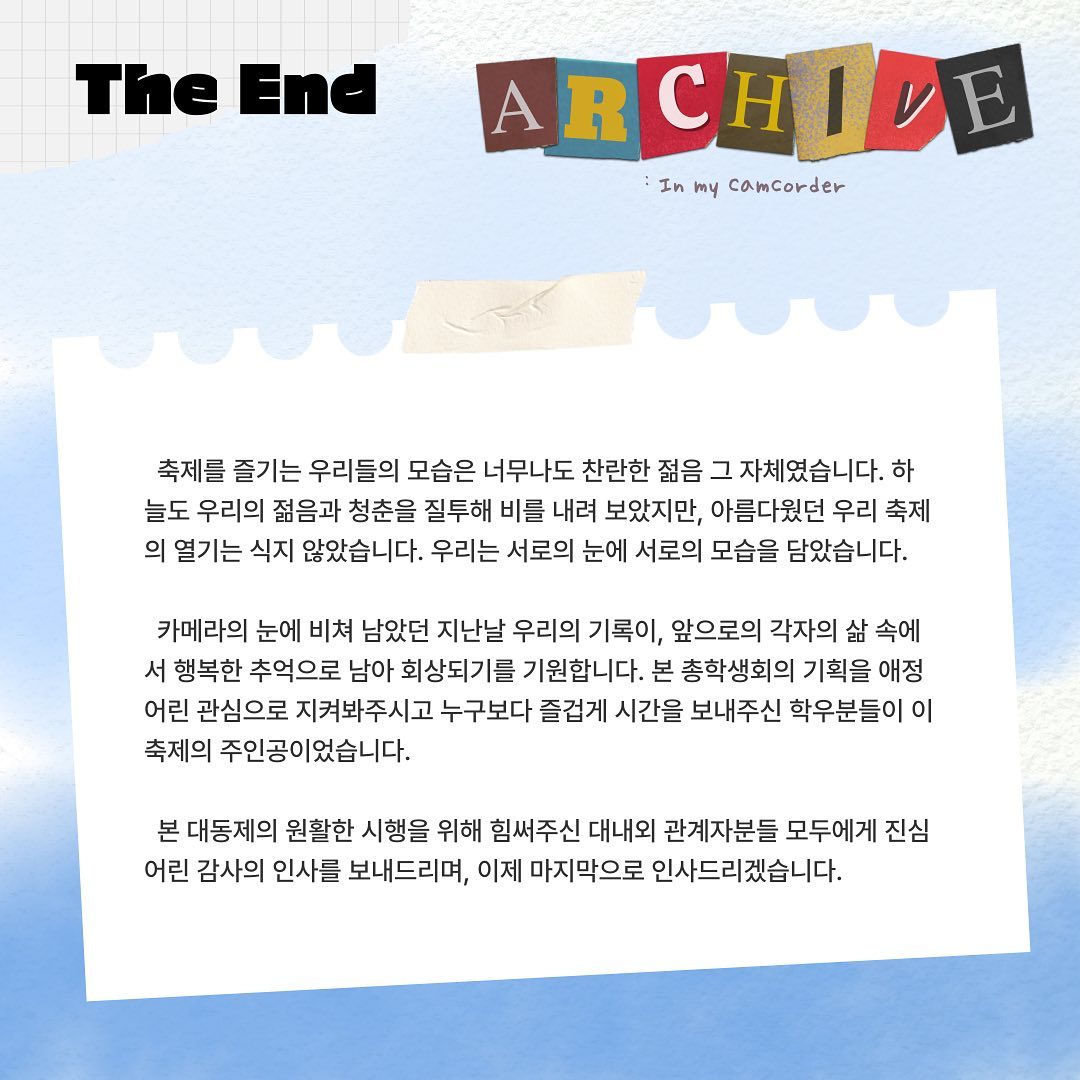 The End
ARCHIVE
: In my Camcorder
축제를 즐기는 우리들의 모습은 너무나도 찬란한 젊음 그 자체였습니다. 하
늘도 우리의 젊음과 청춘을 질투해 비를 내려 보았지만, 아름다웠던 우리 축제
의 열기는 식지 않았습니다. 우리는 서로의 눈에 서로의 모습을 담았습니다.
카메라의 눈에 비쳐 남았던 지난날 우리의 기록이, 앞으로의 각자의 삶 속에
서 행복한 추억으로 남아 회상되기를 기원합니다. 본 총학생회의 기획을 애정
어린 관심으로 지켜봐주시고 누구보다 즐겁게 시간을 보내주신 학우분들이 이
축제의 주인공이었습니다.
본 대동제의 원활한 시행을 위해 힘써주신 대내외 관계자분들 모두에게 진심
어린 감사의 인사를 보내드리며, 이제 마지막으로 인사드리겠습니다.